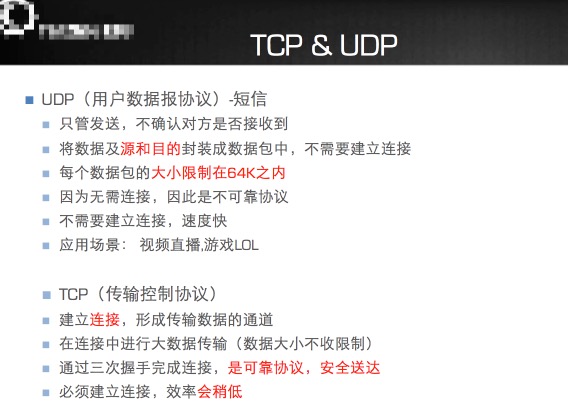 TCP & UDP
UDP（用户数据报协议）-短信
只管发送，不确认对方是否接收到
将数据及源和目的封装成数据包中，不需要建立连接
每个数据包的大小限制在64K之内
因为无需连接，因此是不可靠协议
不需要建立连接，速度快
应用场景： 视频直播,游戏LOL
TCP（传输控制协议）
建立连接，形成传输数据的通道
在连接中进行大数据传输（数据大小不收限制）
通过三次握手完成连接，是可靠协议，安全送达
必须建立连接，效率会稍低